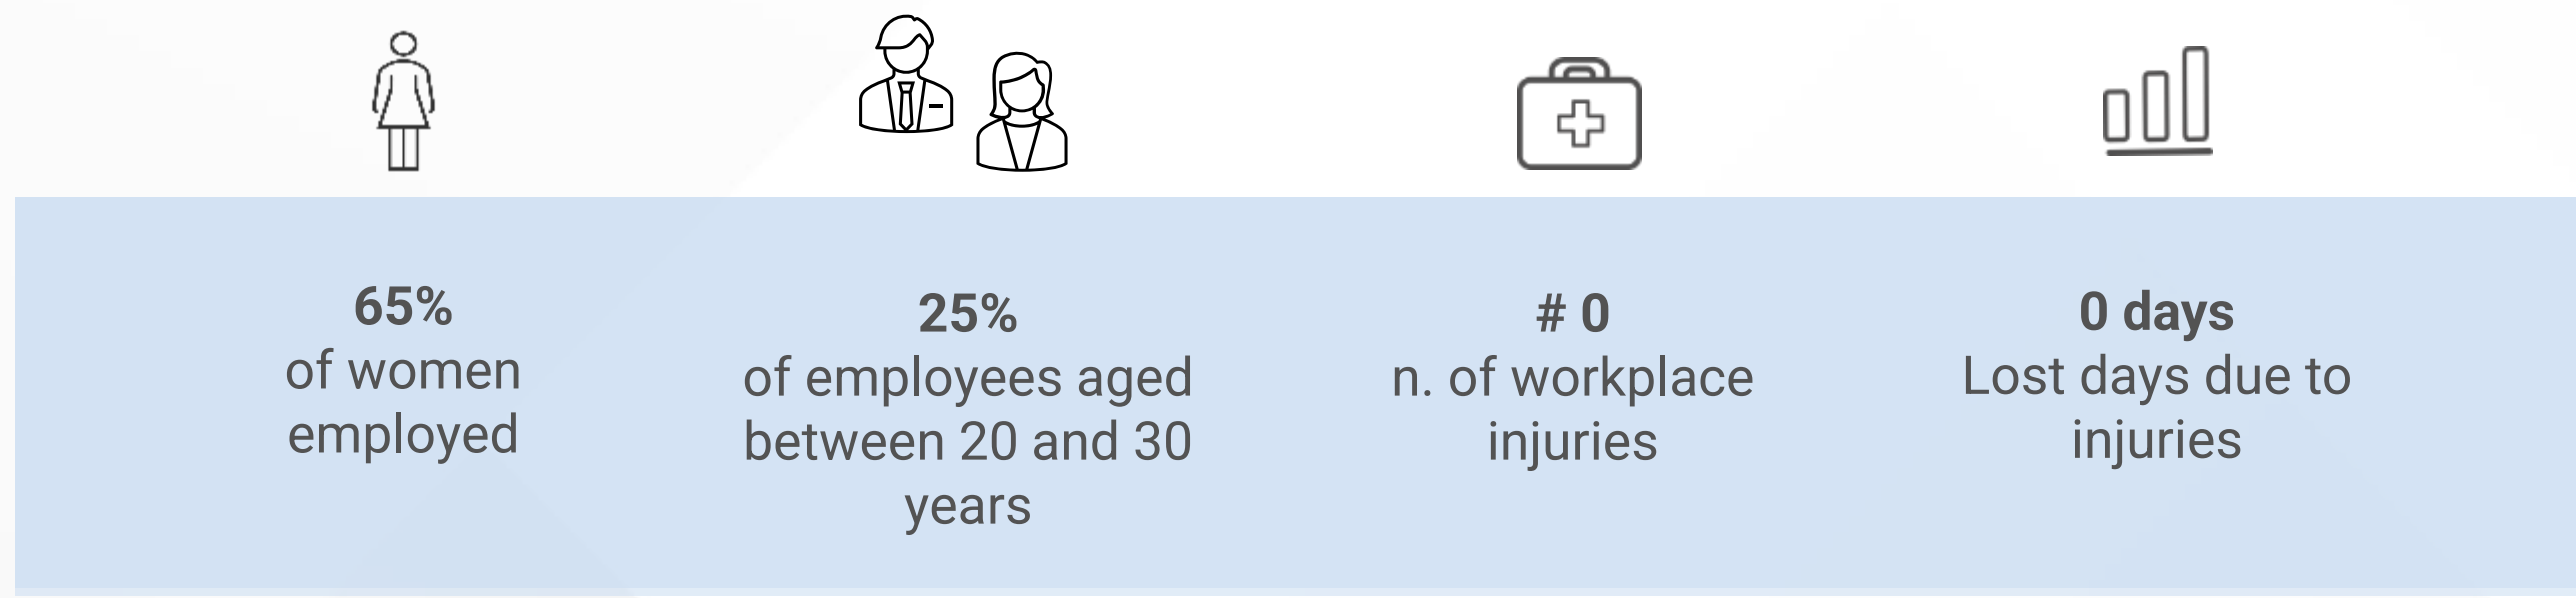 65%
of women
employed
25%
of employees aged
between 20 and 30
years
# 0
n. of workplace
injuries
0 days
Lost days due to
injuries